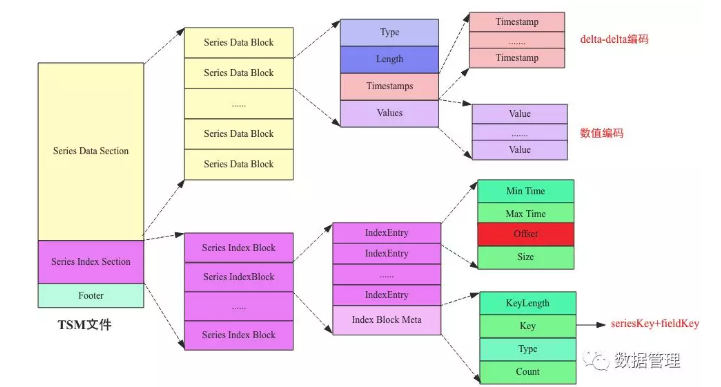 Series Data Section
Series Index Section
Footer
TSM文件
Series Data Block
Series Data Block
......
Series Data Block
Series Data Block
Type
Length
Timestamps
Values
Timestamp
.......
Timestamp
delta-delta编码
Value
.......
Value
数值编码
Series Index Block
Series IndexBlock
......
Series Index Block
IndexEntry
IndexEntry
......
IndexEntry
Index Block Meta
Min Time
Max Time
Offset
Size
KeyLength
Key
Type
Count
seriesKey+fieldKey
数据管理